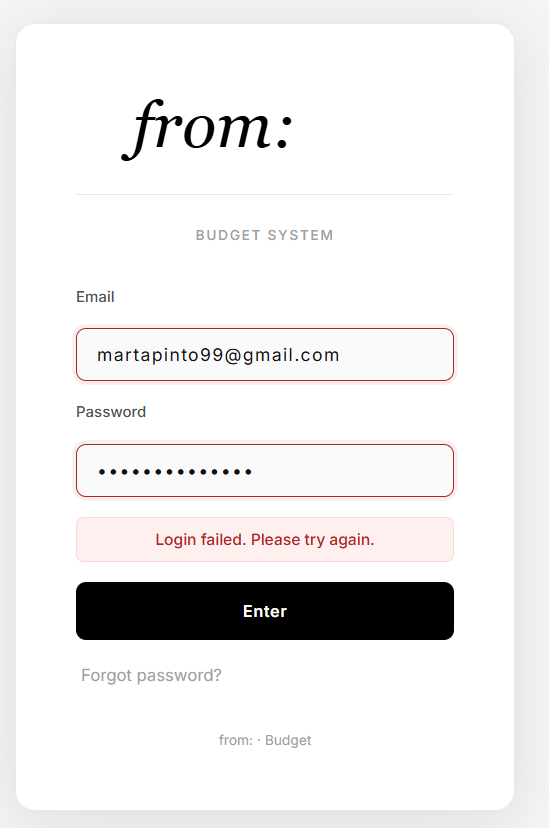 from:
BUDGET SYSTEM
Email
martapinto99@gmail.com
Password
••••••••••••••
Login failed. Please try again.
Enter
Forgot password?
from: · Budget